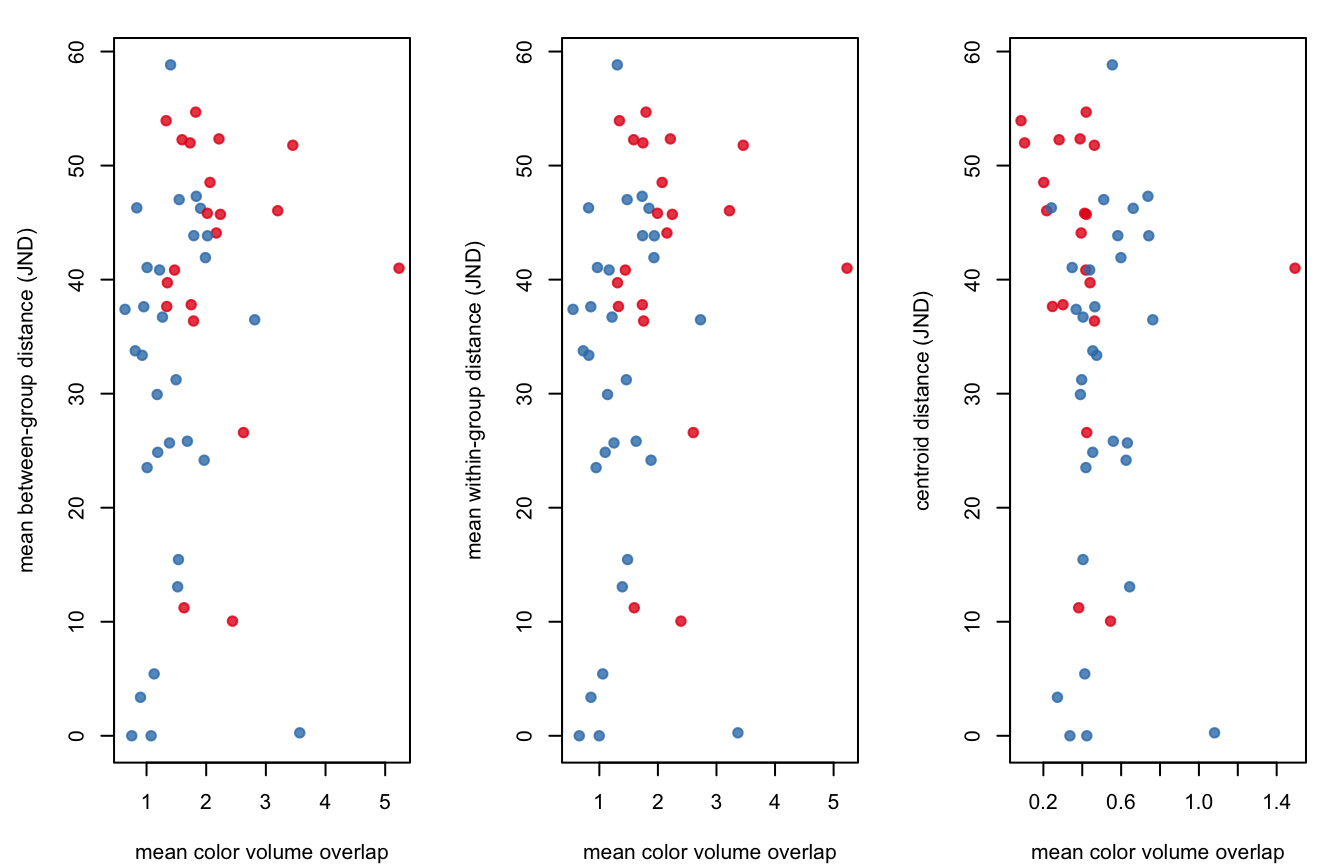 mean between-group distance (JND)
60
50
40
30
20
10
0
1 2 3 4 5
mean color volume overlap
mean within-group distance (JND)
60
50
40
30
20
10
0
1 2 3 4 5
mean color volume overlap
centroid distance (JND)
60
50
40
30
20
10
0
0.2 0.6 1.0 1.4
mean color volume overlap